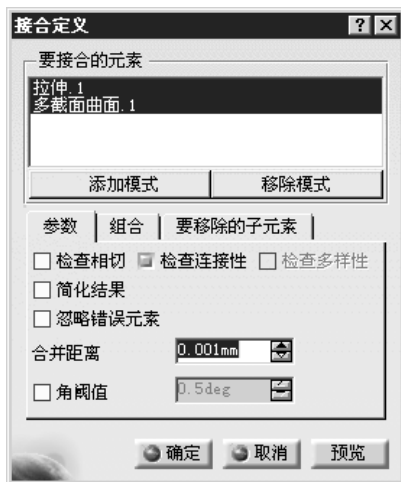 接合定义
要接合的元素
拉伸.1
多截面曲面.1
添加模式 移除模式
参数 组合 要移除的子元素
检查相切 检查连接性 检查多样性
简化结果
忽略错误元素
合并距离 0.001mm
角阈值 0.5deg
确定 取消 预览